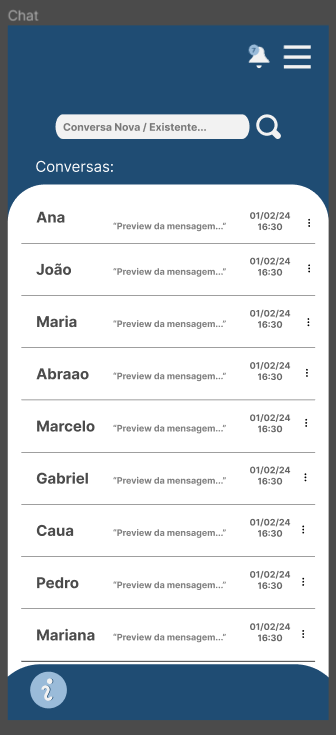 Chat
7
Conversa Nova / Existente...
Conversas:
Ana
"Preview da mensagem..."
01/02/24
16:30
João
"Preview da mensagem..."
01/02/24
16:30
Maria
"Preview da mensagem..."
01/02/24
16:30
Abraao
"Preview da mensagem..."
01/02/24
16:30
Marcelo
"Preview da mensagem..."
01/02/24
16:30
Gabriel
"Preview da mensagem..."
01/02/24
16:30
Caua
"Preview da mensagem..."
01/02/24
16:30
Pedro
"Preview da mensagem..."
01/02/24
16:30
Mariana
"Preview da mensagem..."
01/02/24
16:30
i